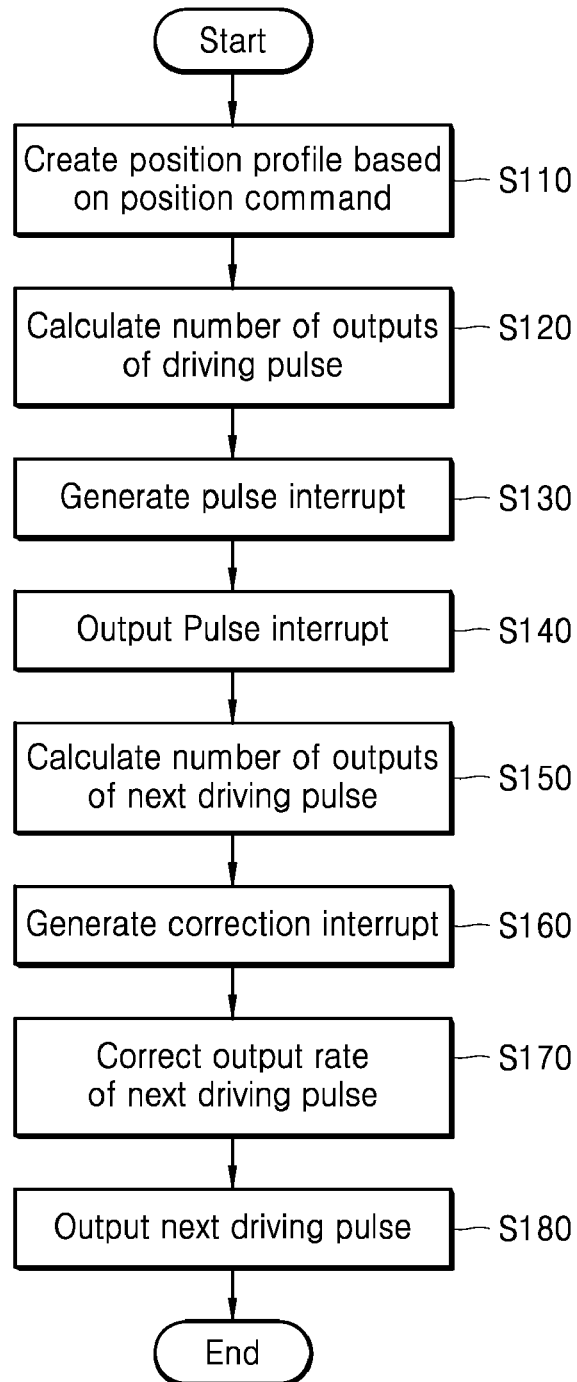 Start
Create position profile based
on position command
S110
Calculate number of outputs
of driving pulse
S120
Generate pulse interrupt
S130
Output Pulse interrupt
S140
Calculate number of outputs
of next driving pulse
S150
Generate correction interrupt
S160
Correct output rate
of next driving pulse
S170
Output next driving pulse
S180
End